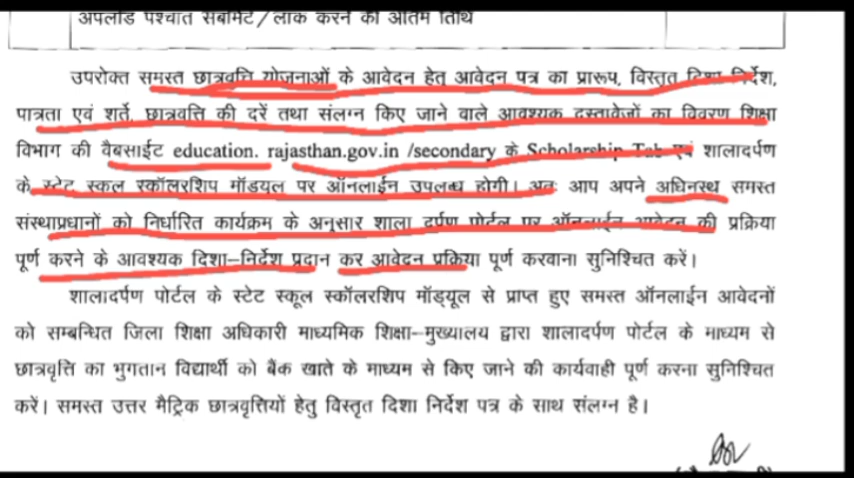 अपलोड पश्चात सबमिट/लॉक करने की अंतिम तिथि
उपरोक्त समस्त छात्रवृत्ति योजनाओं के आवेदन हेतु आवेदन पत्र का प्रारूप, विस्तृत दिशा निर्देश,
पात्रता एवं शर्तें, छात्रवृत्ति की दरें तथा संलग्न किए जाने वाले आवश्यक दस्तावेजों का विवरण शिक्षा
विभाग की वैबसाईट education. rajasthan.gov.in /secondary के Scholarship Tab एवं शालादर्पण
के स्टेट स्कूल स्कॉलरशिप मॉडयूल पर ऑनलाईन उपलब्ध होगी। अतः आप अपने अधिनस्थ समस्त
संस्थाप्रधानों को निर्धारित कार्यक्रम के अनुसार शाला दर्पण पोर्टल पर ऑनलाईन आवेदन की प्रक्रिया
पूर्ण करने के आवश्यक दिशा–निर्देश प्रदान कर आवेदन प्रक्रिया पूर्ण करवाना सुनिश्चित करें।
शालादर्पण पोर्टल के स्टेट स्कूल स्कॉलरशिप मॉड्यूल से प्राप्त हुए समस्त ऑनलाईन आवेदनों
को सम्बन्धित जिला शिक्षा अधिकारी माध्यमिक शिक्षा–मुख्यालय द्वारा शालादर्पण पोर्टल के माध्यम से
छात्रवृत्ति का भुगतान विद्यार्थी को बैंक खाते के माध्यम से किए जाने की कार्यवाही पूर्ण करना सुनिश्चित
करें। समस्त उत्तर मैट्रिक छात्रवृत्तियों हेतु विस्तृत दिशा निर्देश पत्र के साथ संलग्न है।